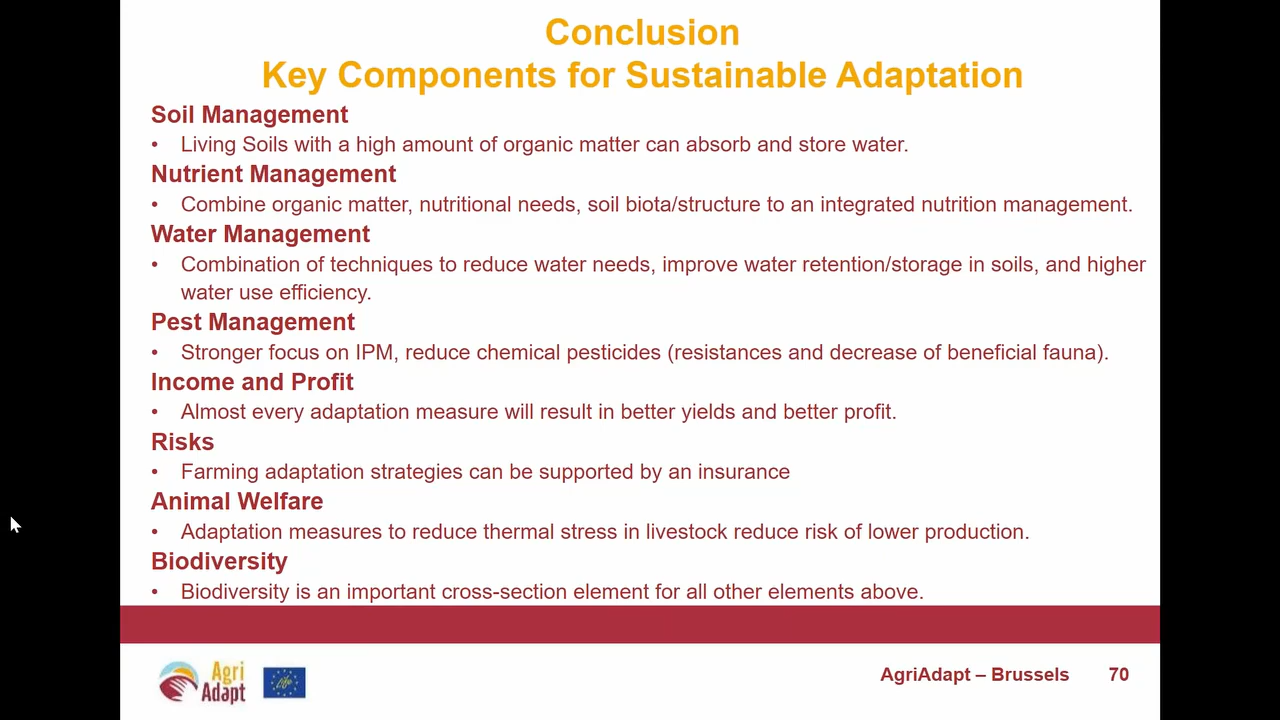 Conclusion
Key Components for Sustainable Adaptation
Soil Management
• Living Soils with a high amount of organic matter can absorb and store water.
Nutrient Management
• Combine organic matter, nutritional needs, soil biota/structure to an integrated nutrition management.
Water Management
• Combination of techniques to reduce water needs, improve water retention/storage in soils, and higher
water use efficiency.
Pest Management
• Stronger focus on IPM, reduce chemical pesticides (resistances and decrease of beneficial fauna).
Income and Profit
• Almost every adaptation measure will result in better yields and better profit.
Risks
• Farming adaptation strategies can be supported by an insurance
Animal Welfare
• Adaptation measures to reduce thermal stress in livestock reduce risk of lower production.
Biodiversity
• Biodiversity is an important cross-section element for all other elements above.
Agri
Adapt
Life
AgriAdapt – Brussels 70